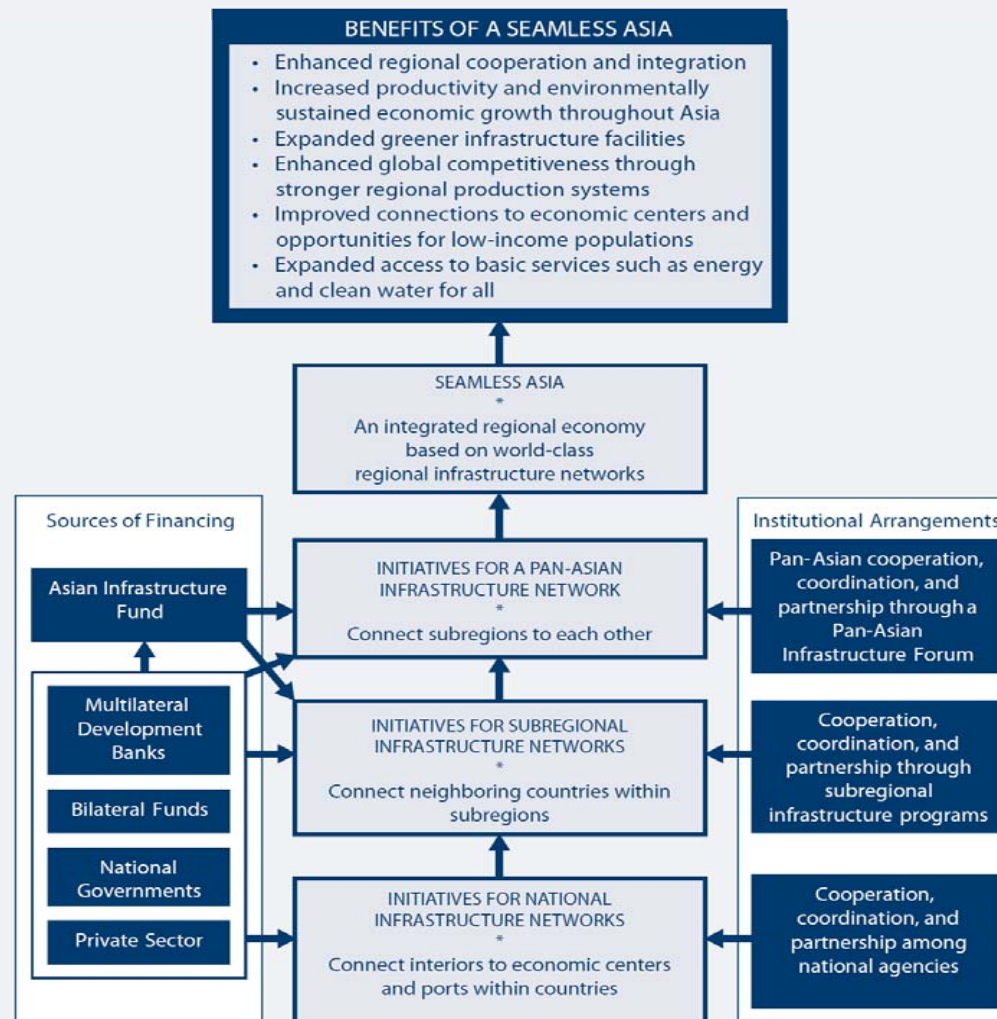 BENEFITS OF A SEAMLESS ASIA
• Enhanced regional cooperation and integration
• Increased productivity and environmentally
sustained economic growth throughout Asia
• Expanded greener infrastructure facilities
• Enhanced global competitiveness through
stronger regional production systems
• Improved connections to economic centers and
opportunities for low-income populations
• Expanded access to basic services such as energy
and clean water for all
SEAMLESS ASIA
*
An integrated regional economy
based on world-class
regional infrastructure networks
Sources of Financing
Asian Infrastructure
Fund
Multilateral
Development
Banks
Bilateral Funds
National
Governments
Private Sector
INITIATIVES FOR A PAN-ASIAN
INFRASTRUCTURE NETWORK
*
Connect subregions to each other
INITIATIVES FOR SUBREGIONAL
INFRASTRUCTURE NETWORKS
*
Connect neighboring countries within
subregions
INITIATIVES FOR NATIONAL
INFRASTRUCTURE NETWORKS
*
Connect interiors to economic centers
and ports within countries
Institutional Arrangements
Pan-Asian cooperation,
coordination, and
partnership through a
Pan-Asian
Infrastructure Forum
Cooperation,
coordination, and
partnership through
subregional
infrastructure programs
Cooperation,
coordination, and
partnership among
national agencies